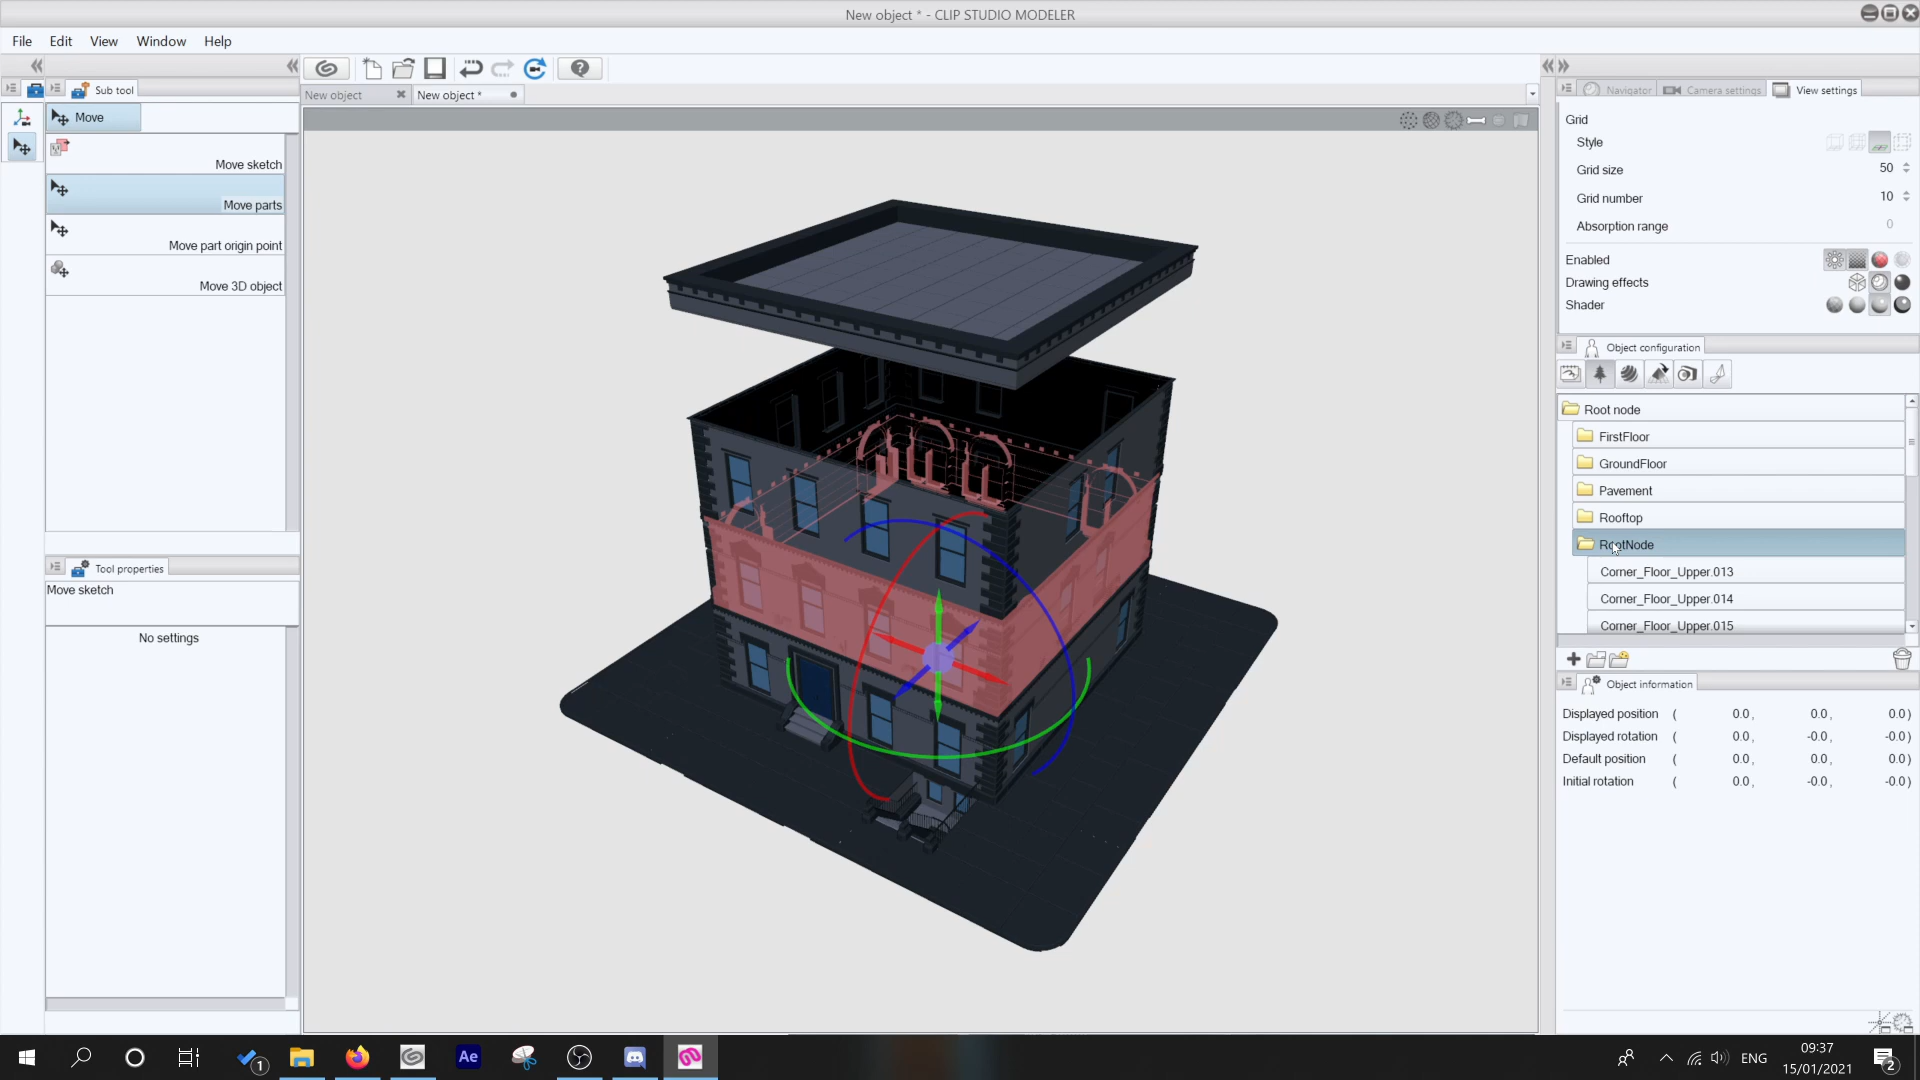 New object * - CLIP STUDIO MODELER
File Edit View Window Help
Sub tool
Move
Move sketch
Move parts
Move part origin point
Move 3D object
Tool properties
Move sketch
No settings
New object
New object *
Navigator Camera settings View settings
Grid
Style
Grid size 50
Grid number 10
Absorption range 0
Enabled
Drawing effects
Shader
Object configuration
Root node
FirstFloor
GroundFloor
Pavement
Rooftop
RootNode
Corner_Floor_Upper.013
Corner_Floor_Upper.014
Corner_Floor_Upper.015
Object information
Displayed position ( 0.0 , 0.0 , 0.0 )
Displayed rotation ( 0.0 , -0.0 , -0.0 )
Default position ( 0.0 , 0.0 , 0.0 )
Initial rotation ( 0.0 , -0.0 , -0.0 )
1
Ae
ENG
09:37
15/01/2021
2